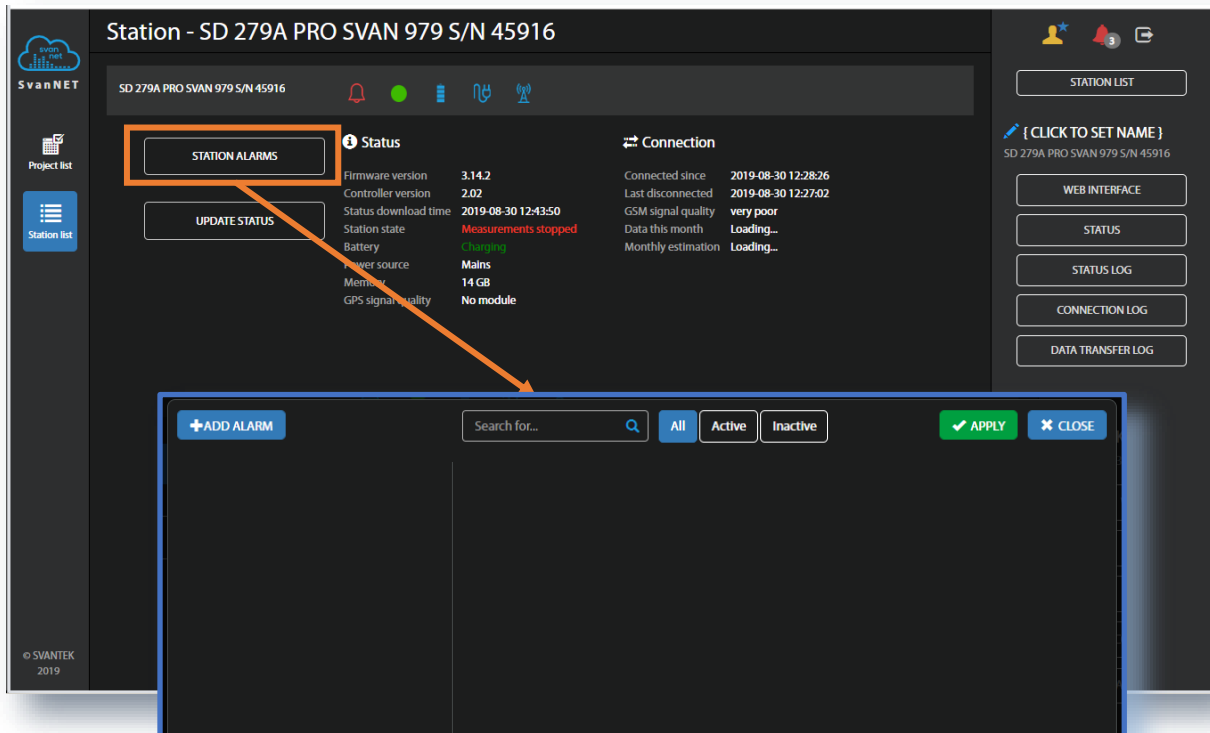 Station - SD 279A PRO SVAN 979 S/N 45916
svan
net
SvanNET
3
STATION LIST
SD 279A PRO SVAN 979 S/N 45916
{ CLICK TO SET NAME }
SD 279A PRO SVAN 979 S/N 45916
Project list
Station list
STATION ALARMS
UPDATE STATUS
Status
Firmware version 3.14.2
Controller version 2.02
Status download time 2019-08-30 12:43:50
Station state Measurements stopped
Battery Charging
Power source Mains
Memory 14 GB
GPS signal quality No module
Connection
Connected since 2019-08-30 12:28:26
Last disconnected 2019-08-30 12:27:02
GSM signal quality very poor
Data this month Loading...
Monthly estimation Loading...
WEB INTERFACE
STATUS
STATUS LOG
CONNECTION LOG
DATA TRANSFER LOG
ADD ALARM
Search for...
All
Active
Inactive
APPLY
CLOSE
© SVANTEK
2019